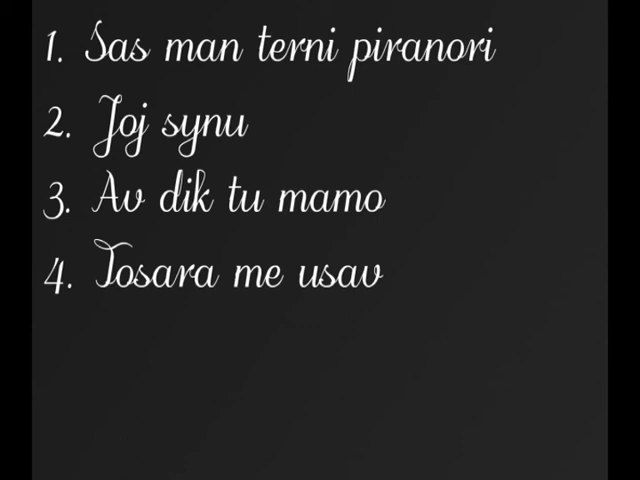 1. Sas man terni piranori
2. Joj synu
3. Av dik tu mamo
4. Tosara me usav